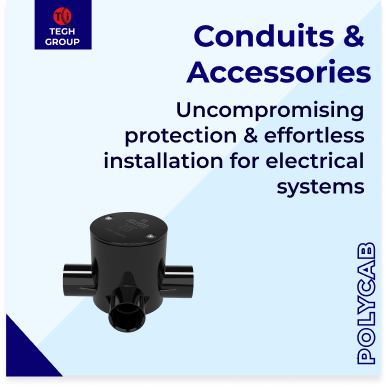 TEGH
GROUP
Conduits &
Accessories
Uncompromising
protection & effortless
installation for electrical
systems
POLYCAB